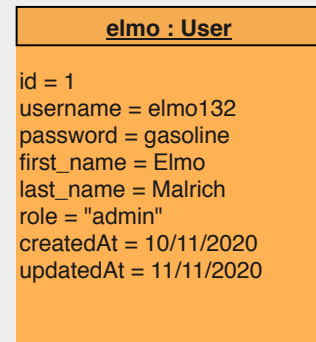 elmo : User
id = 1
username = elmo132
password = gasoline
first_name = Elmo
last_name = Malrich
role = "admin"
createdAt = 10/11/2020
updatedAt = 11/11/2020